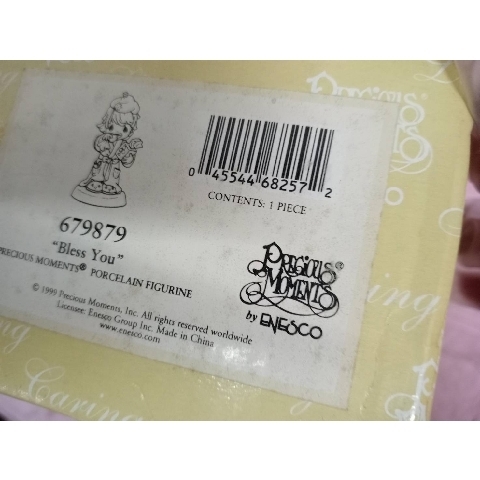 0 45544 68257 2
CONTENTS: 1 PIECE
679879
"Bless You"
PRECIOUS MOMENTS® PORCELAIN FIGURINE
© 1999 Precious Moments, Inc. All rights reserved worldwide
Licensee: Enesco Group Inc. Made in China
www.enesco.com
PRECIOUS
MOMENTS®
by ENESCO
PRECIOUS®
Caring